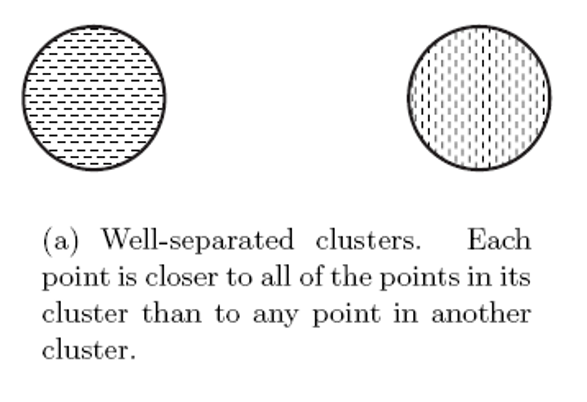 (a) Well-separated clusters. Each
point is closer to all of the points in its
cluster than to any point in another
cluster.